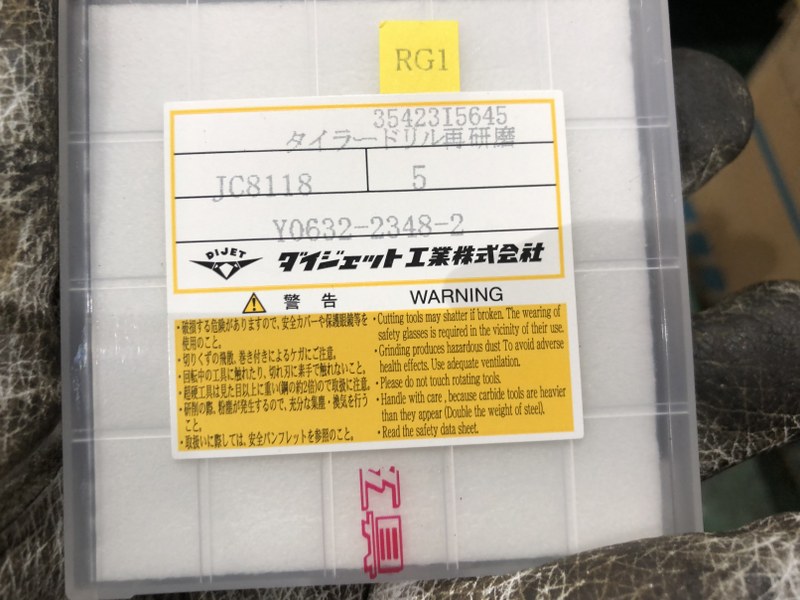 RG1
35423I5645
タイラードリル再研磨
JC8118 5
Y0632-2348-2
DIJET ダイジェット工業株式会社
警告 WARNING
・破損する危険がありますので、安全カバーや保護眼鏡等を
使用のこと。
・切りくずの飛散、巻き付きによるケガにご注意。
・回転中の工具に触れたり、切れ刃に素手で触れないこと。
・超硬工具は見た目以上に重い(鋼の約2倍)ので取扱に注意。
・研削の際、粉塵が発生するので、充分な集塵・換気を行う
こと。
・取扱いに際しては、安全パンフレットを参照のこと。
・Cutting tools may shatter if broken. The wearing of
safety glasses is required in the vicinity of their use.
・Grinding produces hazardous dust To avoid adverse
health effects. Use adequate ventilation.
・Please do not touch rotating tools.
・Handle with care , because carbide tools are heavier
than they appear (Double the weight of steel).
・Read the safety data sheet.
工具